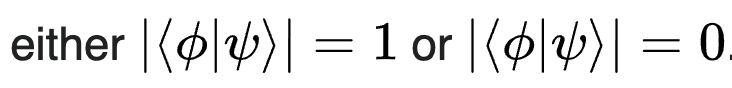 either |⟨ϕ|ψ⟩| = 1 or |⟨ϕ|ψ⟩| = 0.